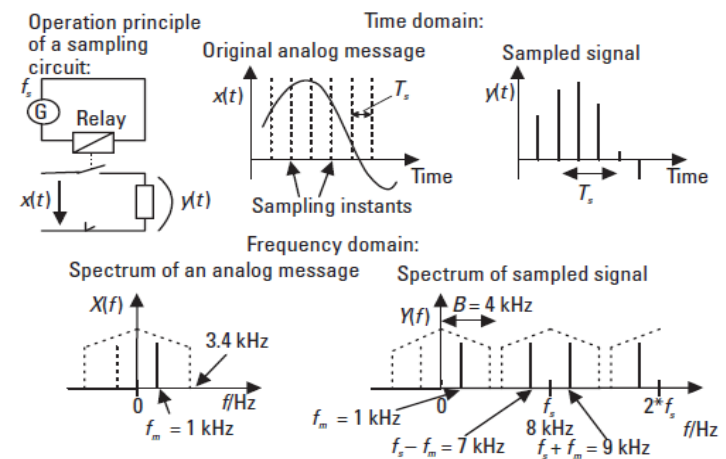 Operation principle
of a sampling
circuit:
f_s
G
Relay
x(t)
y(t)
Time domain:
Original analog message
x(t)
T_s
Time
Sampling instants
Sampled signal
y(t)
T_s
Time
Frequency domain:
Spectrum of an analog message
X(f)
3.4 kHz
0
f/Hz
f_m = 1 kHz
Spectrum of sampled signal
Y(f)
B = 4 kHz
0
f_s
2*f_s
8 kHz
f/Hz
f_m = 1 kHz
f_s – f_m = 7 kHz
f_s + f_m = 9 kHz